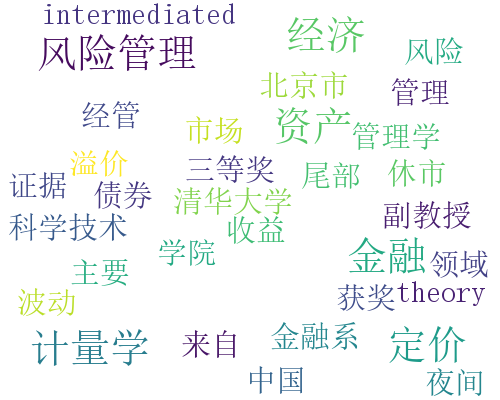 intermediated
经济
风险管理
风险
北京市
管理
经管
市场
资产
管理学
溢价
三等奖
尾部
休市
证据
债券
清华大学
副教授
科学技术
收益
学院
金融
领域
主要
获奖
theory
波动
计量学
来自
金融系
定价
中国
夜间